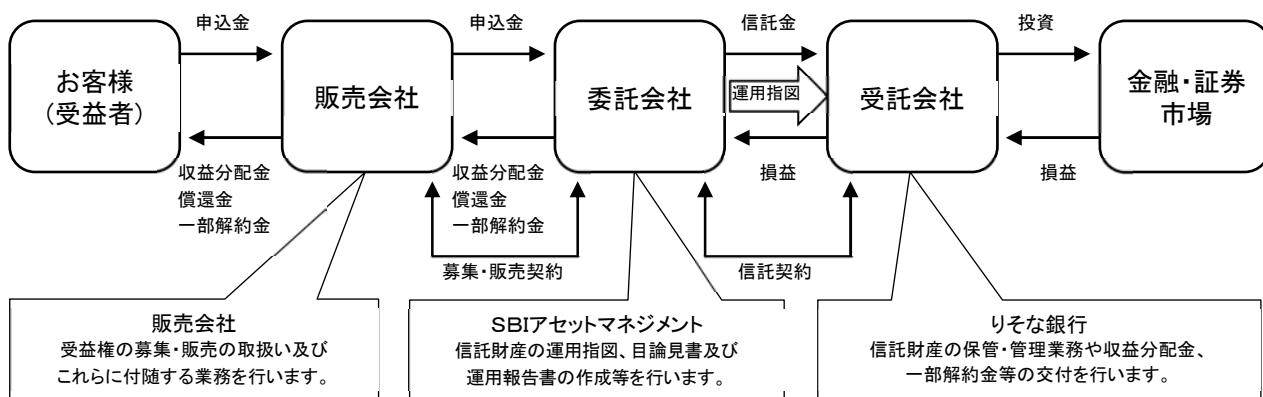 申込金
申込金
信託金
投資
お客様
(受益者)
販売会社
委託会社
運用指図
受託会社
金融・証券
市場
収益分配金
償還金
一部解約金
収益分配金
償還金
一部解約金
損益
損益
募集・販売契約
信託契約
販売会社
受益権の募集・販売の取扱い及び
これらに付随する業務を行います。
SBIアセットマネジメント
信託財産の運用指図、目論見書及び
運用報告書の作成等を行います。
りそな銀行
信託財産の保管・管理業務や収益分配金、
一部解約金等の交付を行います。